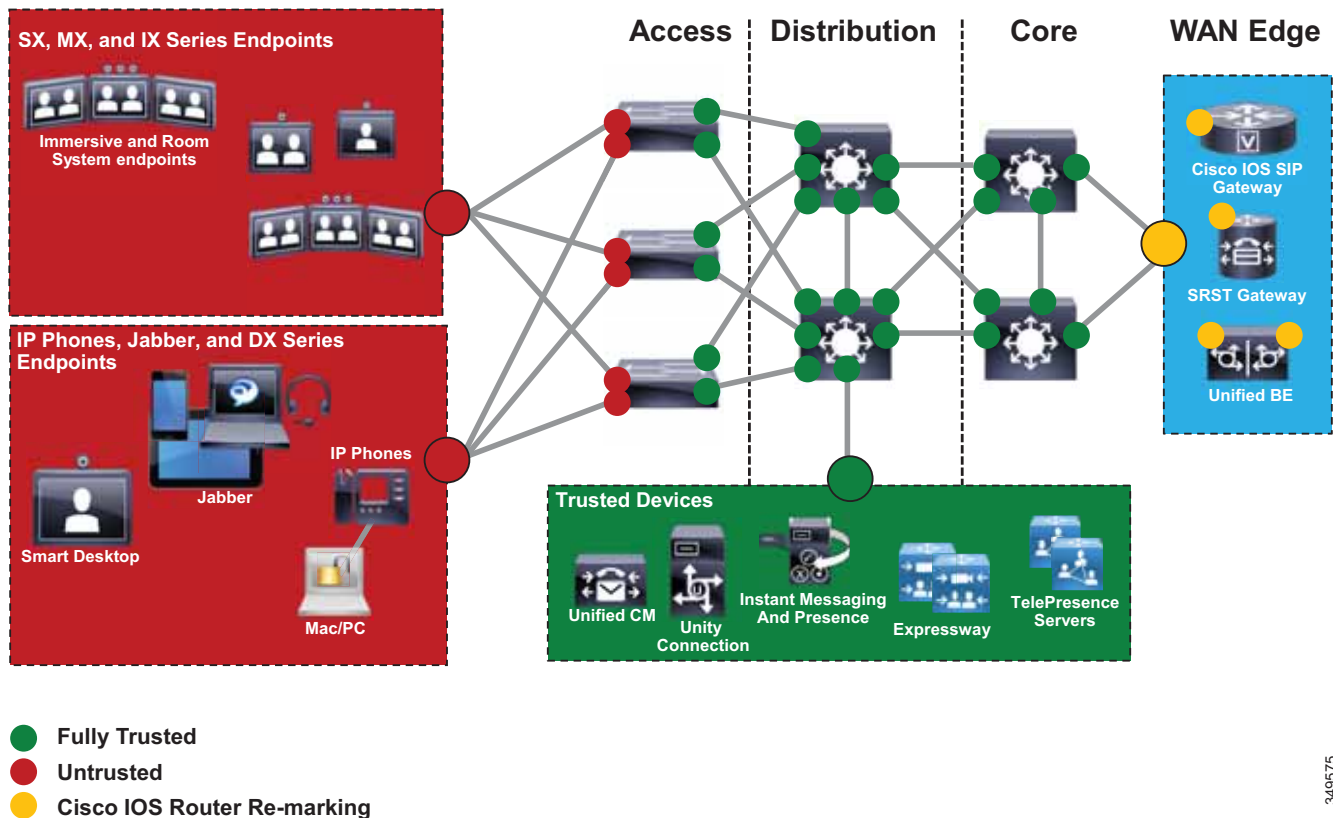 Access
Distribution
Core
WAN Edge
SX, MX, and IX Series Endpoints
Immersive and Room
System endpoints
IP Phones, Jabber, and DX Series
Endpoints
Jabber
IP Phones
Smart Desktop
Mac/PC
V
Cisco IOS SIP
Gateway
SRST Gateway
Unified BE
Trusted Devices
U
Unified CM
Unity
Connection
Instant Messaging
And Presence
Expressway
TelePresence
Servers
Fully Trusted
Untrusted
Cisco IOS Router Re-marking
349575